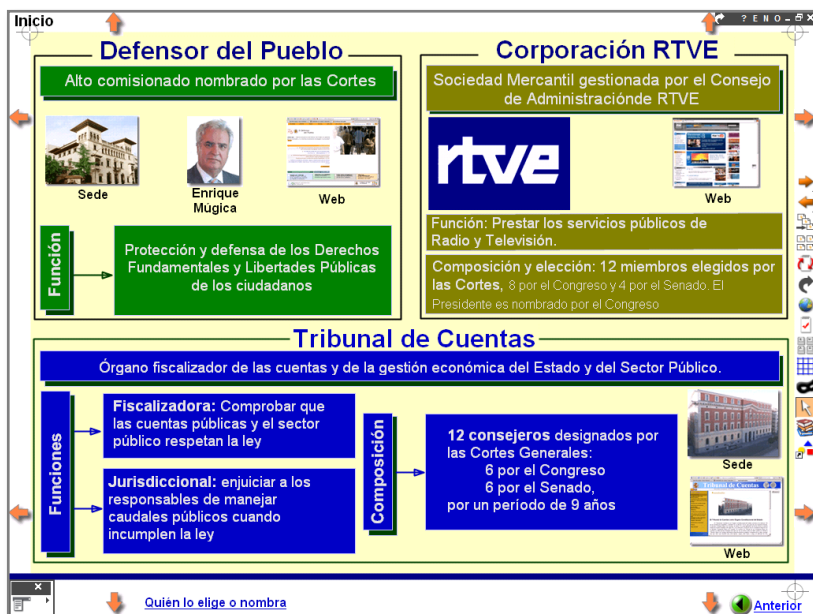 Inicio
? E N O
Defensor del Pueblo
Alto comisionado nombrado por las Cortes
Sede
Enrique
Múgica
Web
Función
Protección y defensa de los Derechos
Fundamentales y Libertades Públicas
de los ciudadanos
Corporación RTVE
Sociedad Mercantil gestionada por el Consejo
de Administraciónde RTVE
rtve
Web
Función: Prestar los servicios públicos de
Radio y Televisión.
Composición y elección: 12 miembros elegidos por
las Cortes, 8 por el Congreso y 4 por el Senado. El
Presidente es nombrado por el Congreso
Tribunal de Cuentas
Órgano fiscalizador de las cuentas y de la gestión económica del Estado y del Sector Público.
Funciones
Fiscalizadora: Comprobar que
las cuentas públicas y el sector
público respetan la ley
Jurisdiccional: enjuiciar a los
responsables de manejar
caudales públicos cuando
incumplen la ley
Composición
12 consejeros designados por
las Cortes Generales:
6 por el Congreso
6 por el Senado,
por un período de 9 años
Sede
Tribunal de Cuentas
Web
Quién lo elige o nombra
Anterior